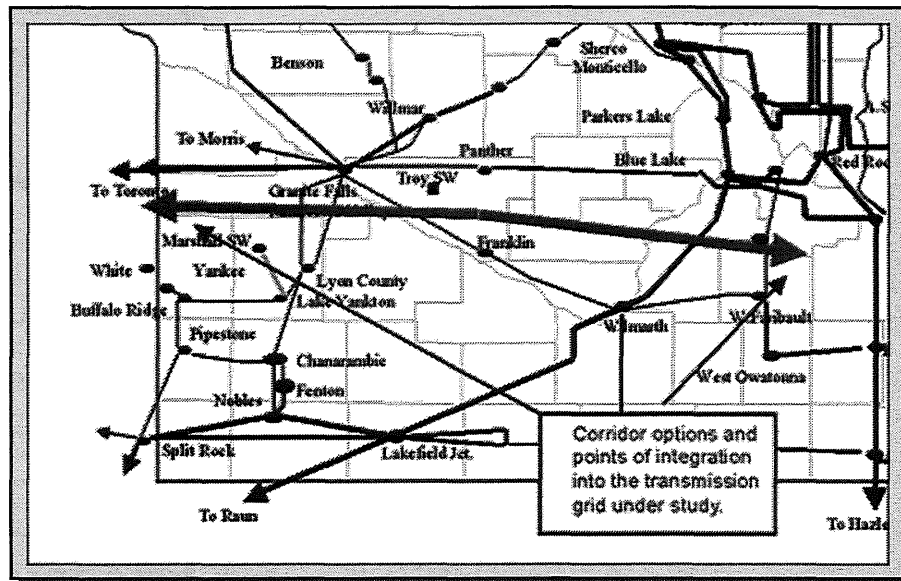 Benson
Sherco
Monticello
Willmar
Parkers Lake
A.S
To Morris
Panther
Blue Lake
Red Roc
To Toronto
Granite Falls
Troy SW
Marshall SW
Franklin
White
Yankee
Lyon County
Lake Yankton
Buffalo Ridge
Wilmarth
W. Faribault
Pipestone
Chanarambie
West Owatonna
Fenton
Nobles
Split Rock
Lakefield Jct.
Corridor options and
points of integration
into the transmission
grid under study.
To Raun
To Hazle